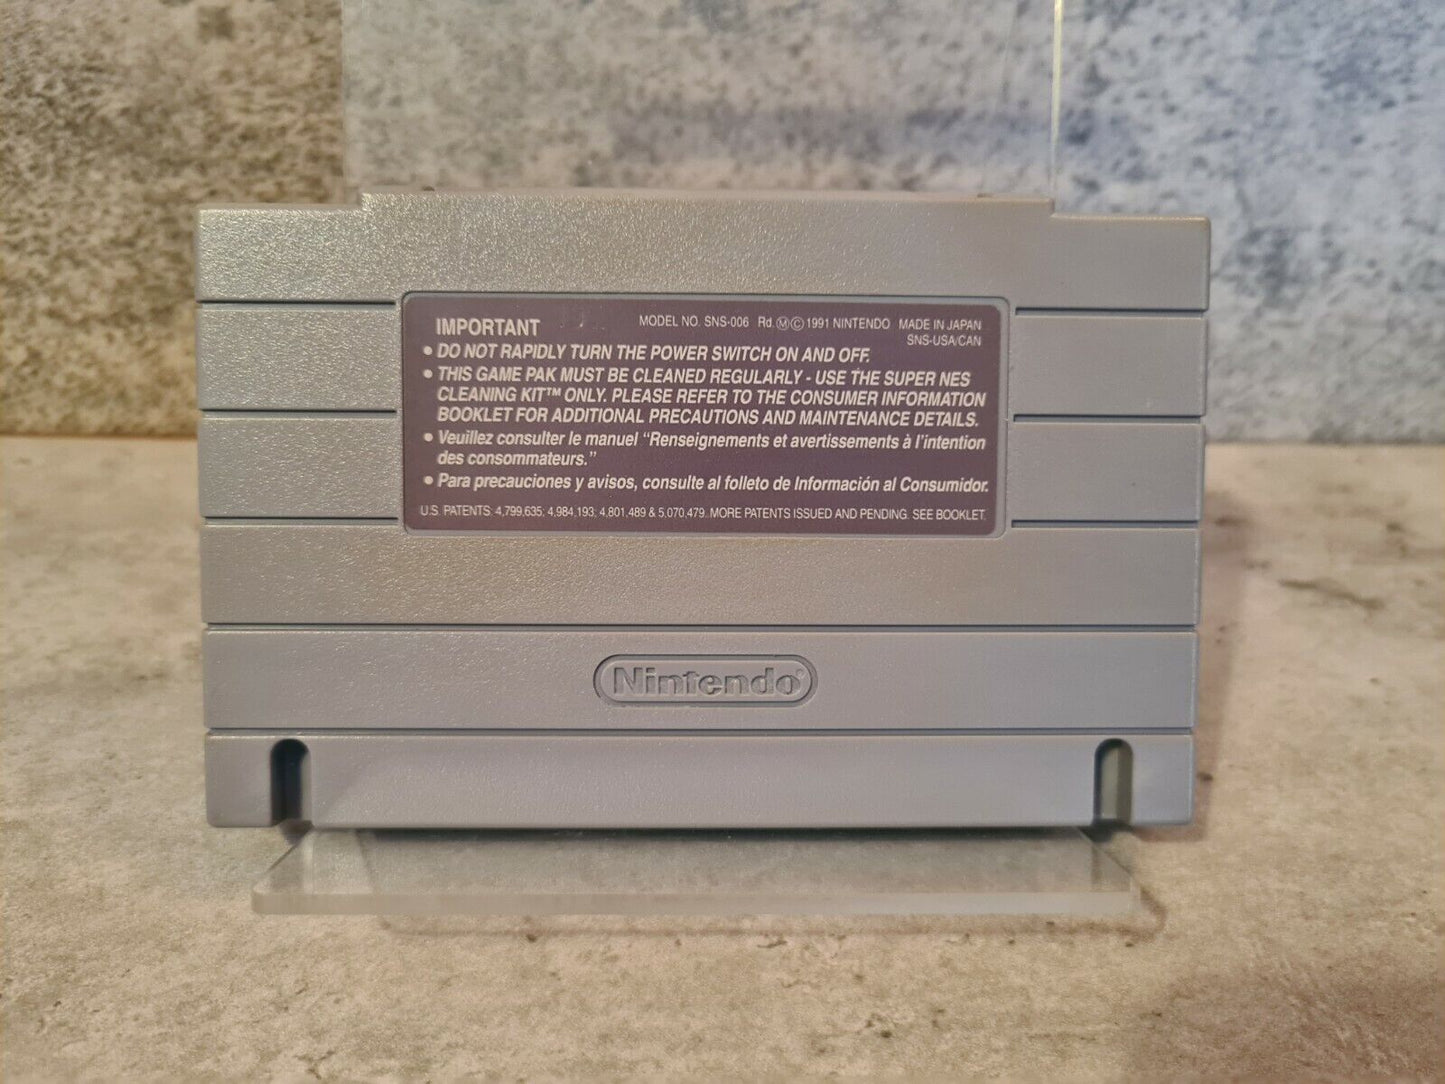 IMPORTANT MODEL NO. SNS-006 Rd. Ⓜ © 1991 NINTENDO MADE IN JAPAN
SNS-USA/CAN
• DO NOT RAPIDLY TURN THE POWER SWITCH ON AND OFF.
• THIS GAME PAK MUST BE CLEANED REGULARLY - USE THE SUPER NES
CLEANING KIT™ ONLY. PLEASE REFER TO THE CONSUMER INFORMATION
BOOKLET FOR ADDITIONAL PRECAUTIONS AND MAINTENANCE DETAILS.
• Veuillez consulter le manuel “Renseignements et avertissements à l’intention
des consommateurs.”
• Para precauciones y avisos, consulte al folleto de Información al Consumidor.
U.S. PATENTS: 4,799,635; 4,984,193; 4,801,489 & 5,070,479. MORE PATENTS ISSUED AND PENDING. SEE BOOKLET.
Nintendo®